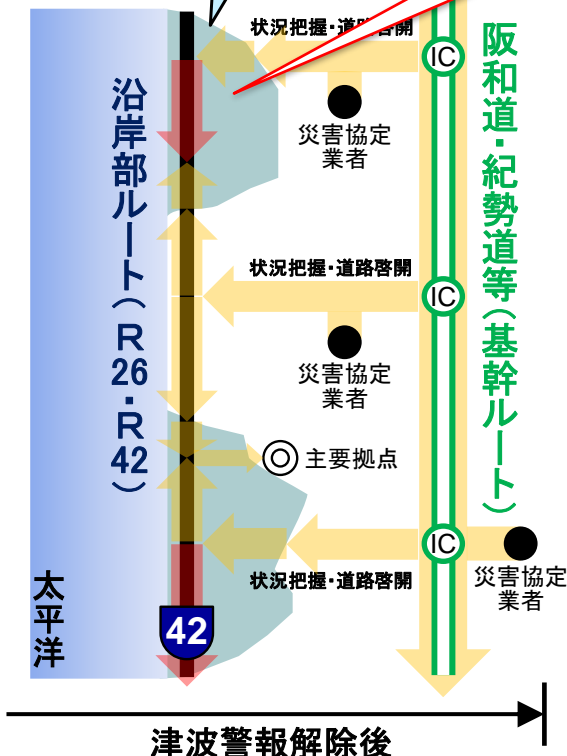 状況把握・道路啓開
IC
災害協定
業者
阪和道・紀勢道等(基幹ルート)
沿岸部ルート(R26・R42)
状況把握・道路啓開
IC
災害協定
業者
主要拠点
IC
状況把握・道路啓開
災害協定
業者
太平洋
42
津波警報解除後